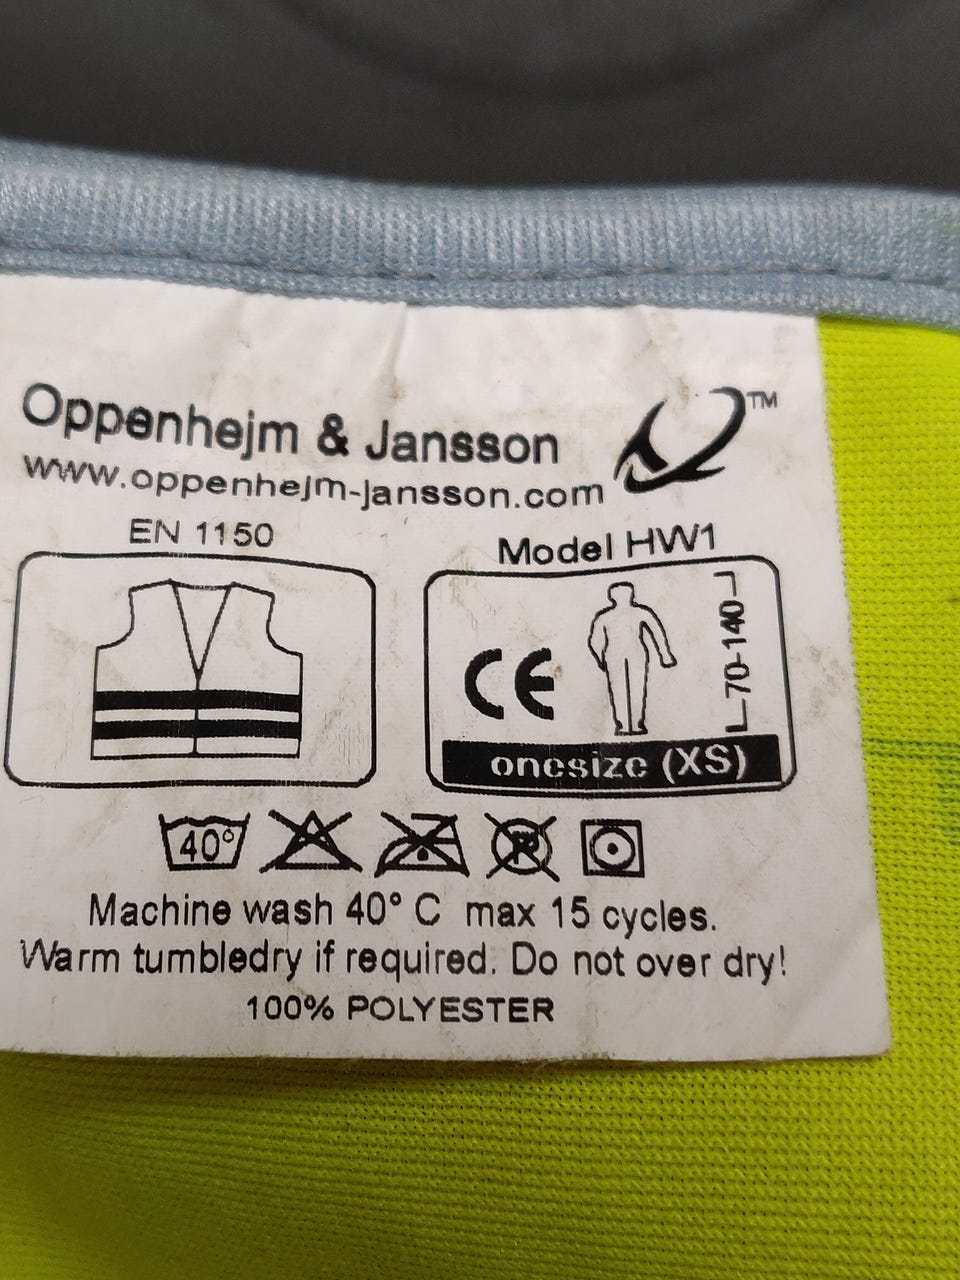 Oppenhejm & Jansson
TM
www.oppenhejm-jansson.com
EN 1150
Model HW1
CE
70-140
onesize (XS)
40°
Machine wash 40° C max 15 cycles.
Warm tumbledry if required. Do not over dry!
100% POLYESTER